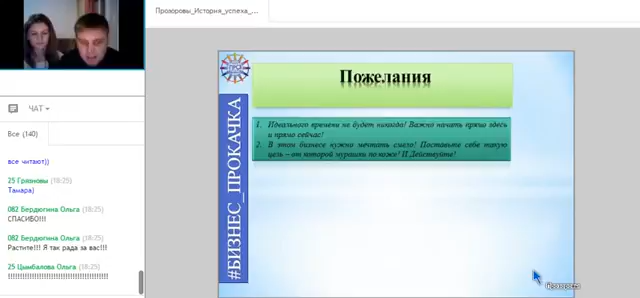 Прозоровы_История_успеха_...
ЧАТ
Все (140)
все читают))
25 Грязновы (18:25)
Тамара)
082 Бердюгина Ольга (18:25)
СПАСИБО!!!
082 Бердюгина Ольга (18:25)
Растите!!! Я так рада за вас!!!
25 Цымбалова Ольга (18:25)
!!!!!!!!!!!!!!!!!!!!!!!!!!!!!!!!!!!!!!!!!!
#БИЗНЕС_ПРОКАЧКА
ПРО
Пожелания
1. Идеального времени не будет никогда! Важно начать прямо здесь
и прямо сейчас!
2. В этом бизнесе нужно мечтать смело! Поставьте себе такую
цель – от которой мурашки по коже! И Действуйте!